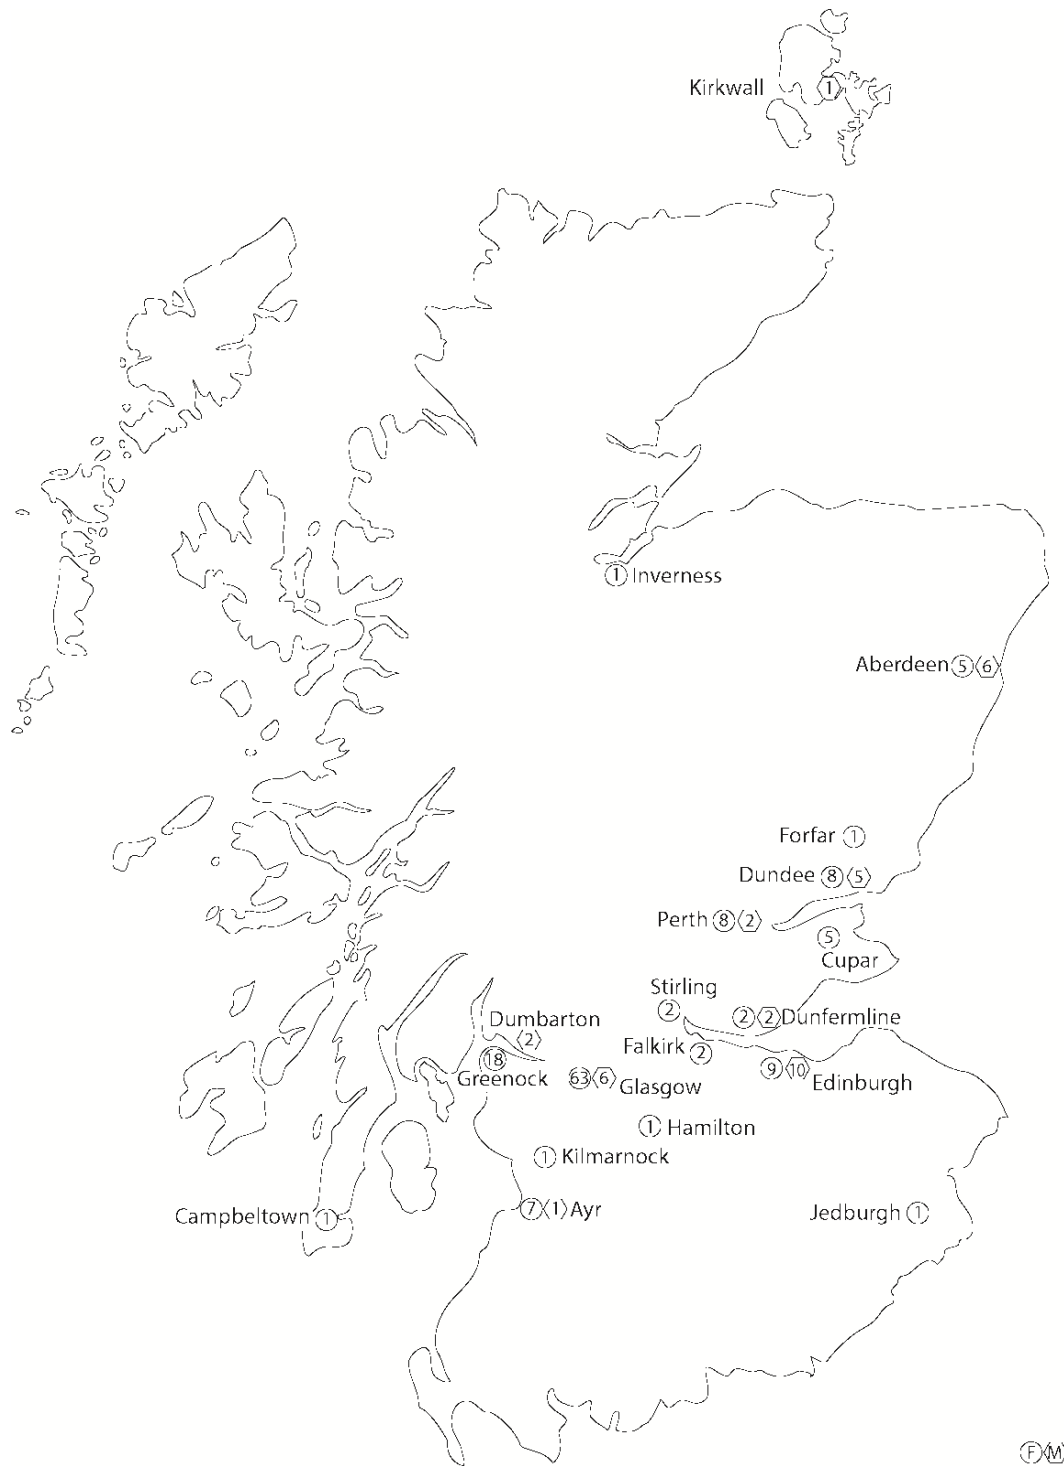 Kirkwall 1
1 Inverness
Aberdeen 5 6
Forfar 1
Dundee 8 5
Perth 8 2
5
Cupar
Stirling
2
2 2 Dunfermline
Dumbarton
2
Falkirk 2
18
Greenock
63 6 Glasgow
9 10 Edinburgh
1 Hamilton
1 Kilmarnock
7 1 Ayr
Campbeltown 1
Jedburgh 1
F M